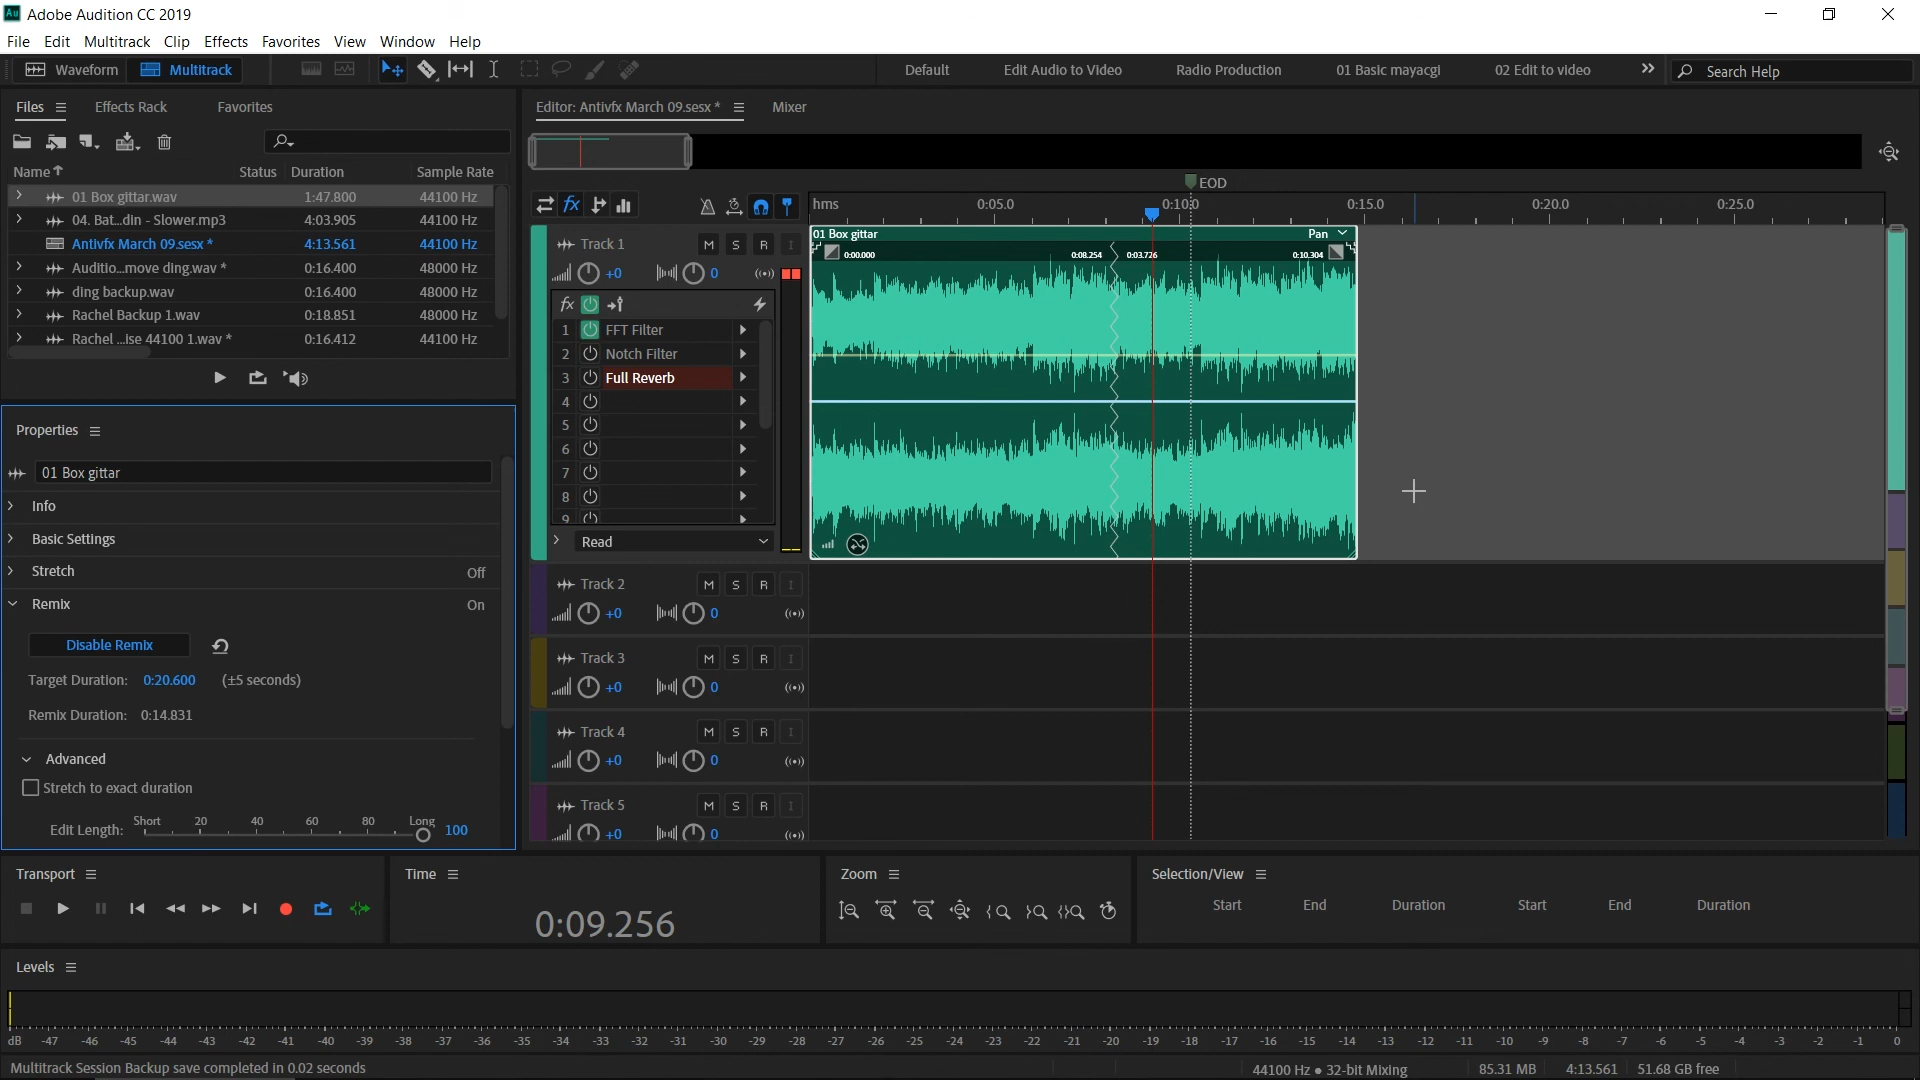 Au Adobe Audition CC 2019
File Edit Multitrack Clip Effects Favorites View Window Help
Waveform Multitrack Default Edit Audio to Video Radio Production 01 Basic mayacgi 02 Edit to video Search Help
Files Effects Rack Favorites
Name Status Duration Sample Rate
01 Box gittar.wav 1:47.800 44100 Hz
04. Bat...din - Slower.mp3 4:03.905 44100 Hz
Antivfx March 09.sesx * 4:13.561 44100 Hz
Auditio...move ding.wav * 0:16.400 48000 Hz
ding backup.wav 0:16.400 48000 Hz
Rachel Backup 1.wav 0:18.851 48000 Hz
Rachel ...ise 44100 1.wav * 0:16.412 44100 Hz
Properties
01 Box gittar
Info
Basic Settings
Stretch Off
Remix On
Disable Remix
Target Duration: 0:20.600 (±5 seconds)
Remix Duration: 0:14.831
Advanced
Stretch to exact duration
Short 20 40 60 80 Long
Edit Length: 100
Editor: Antivfx March 09.sesx * Mixer
EOD
fx hms 0:05.0 0:10.0 0:15.0 0:20.0 0:25.0
Track 1 M S R I
+0 0
fx
1 FFT Filter
2 Notch Filter
3 Full Reverb
4
5
6
7
8
9
Read
01 Box gittar Pan
0:00.000 0:08.254 0:03.726 0:10.304
Track 2 M S R I
+0 0
Track 3 M S R I
+0 0
Track 4 M S R I
+0 0
Track 5 M S R I
+0 0
Transport Time Zoom Selection/View
0:09.256
Start End Duration Start End Duration
Levels
dB -47 -46 -45 -44 -43 -42 -41 -40 -39 -38 -37 -36 -35 -34 -33 -32 -31 -30 -29 -28 -27 -26 -25 -24 -23 -22 -21 -20 -19 -18 -17 -16 -15 -14 -13 -12 -11 -10 -9 -8 -7 -6 -5 -4 -3 -2 -1 0
Multitrack Session Backup save completed in 0.02 seconds 44100 Hz ● 32-bit Mixing 85.31 MB 4:13.561 51.68 GB free